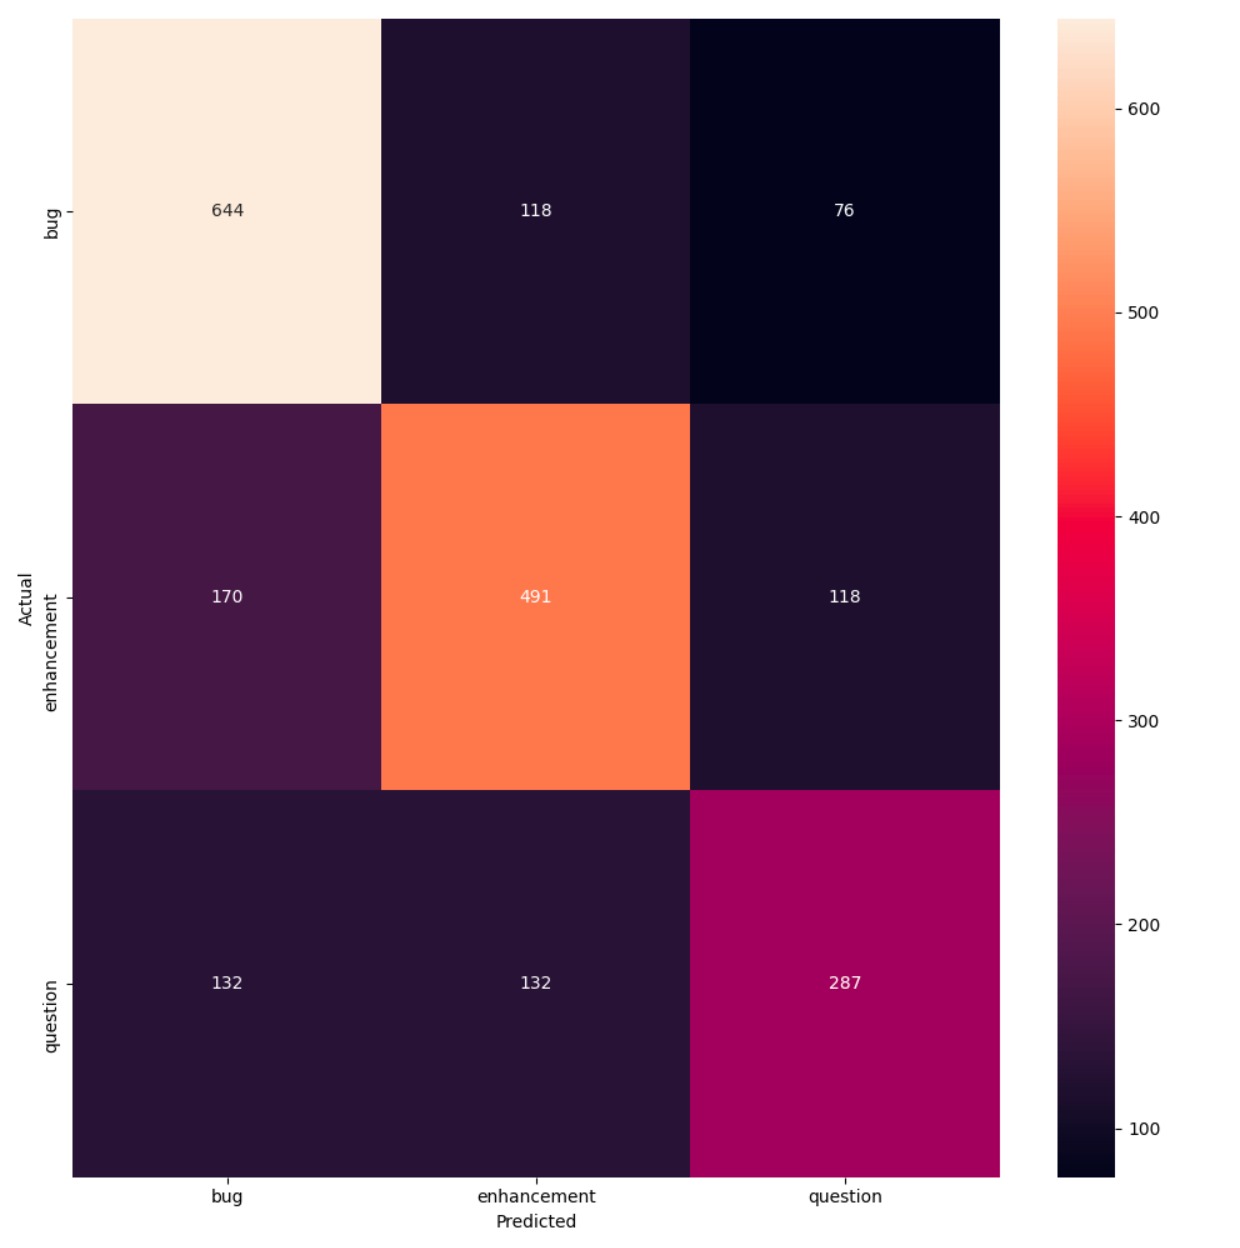 600
bug
644 118 76
500
400
Actual
enhancement
170 491 118
300
200
question
132 132 287
100
bug enhancement question
Predicted